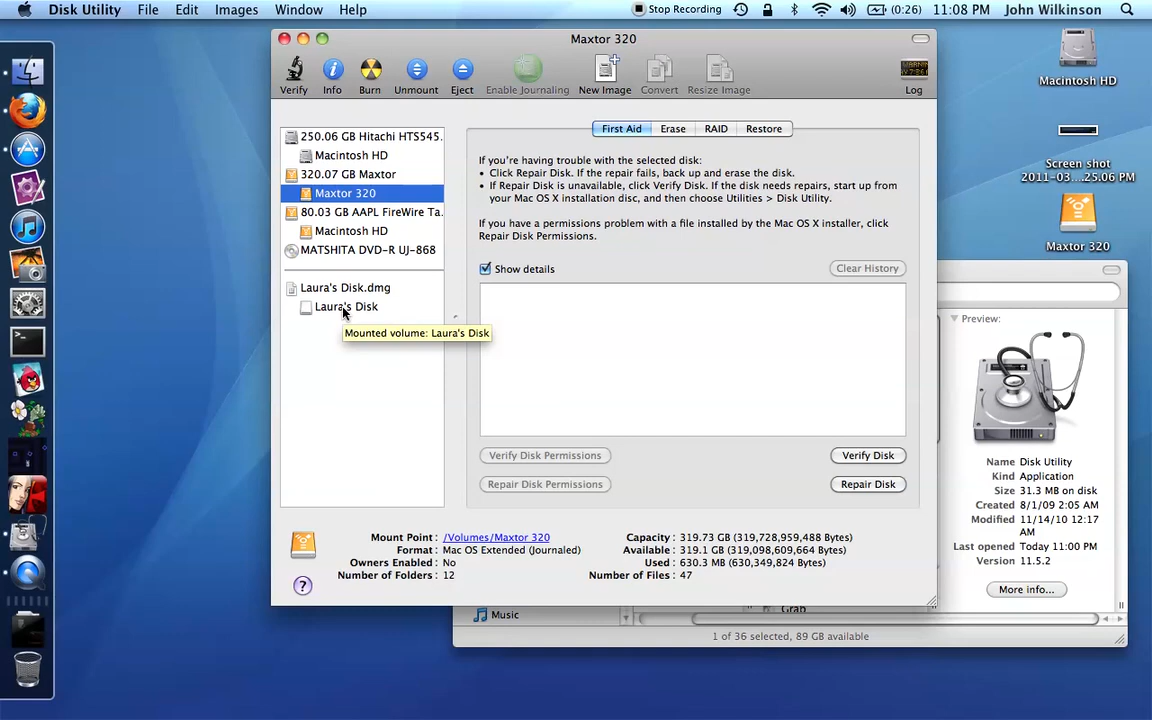 Disk Utility File Edit Images Window Help Stop Recording (0:26) 11:08 PM John Wilkinson
Maxtor 320
Verify Info Burn Unmount Eject Enable Journaling New Image Convert Resize Image Log
First Aid Erase RAID Restore
250.06 GB Hitachi HTS545.
Macintosh HD
320.07 GB Maxtor
Maxtor 320
80.03 GB AAPL FireWire Ta.
Macintosh HD
MATSHITA DVD-R UJ-868
Laura's Disk.dmg
Laura's Disk
Mounted volume: Laura's Disk
If you're having trouble with the selected disk:
• Click Repair Disk. If the repair fails, back up and erase the disk.
• If Repair Disk is unavailable, click Verify Disk. If the disk needs repairs, start up from
your Mac OS X installation disc, and then choose Utilities > Disk Utility.
If you have a permissions problem with a file installed by the Mac OS X installer, click
Repair Disk Permissions.
Show details Clear History
Verify Disk Permissions Verify Disk
Repair Disk Permissions Repair Disk
Mount Point : /Volumes/Maxtor 320
Format : Mac OS Extended (Journaled)
Owners Enabled : No
Number of Folders : 12
Capacity : 319.73 GB (319,728,959,488 Bytes)
Available : 319.1 GB (319,098,609,664 Bytes)
Used : 630.3 MB (630,349,824 Bytes)
Number of Files : 47
?
Macintosh HD
Screen shot
2011-03...25.06 PM
Maxtor 320
Preview:
Name Disk Utility
Kind Application
Size 31.3 MB on disk
Created 8/1/09 2:05 AM
Modified 11/14/10 12:17
AM
Last opened Today 11:00 PM
Version 11.5.2
More info...
Music Grab
1 of 36 selected, 89 GB available